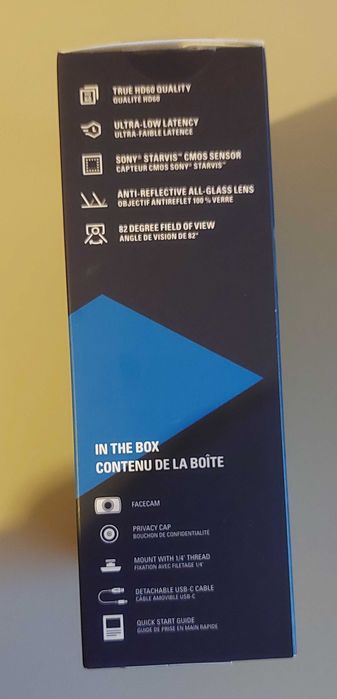 TRUE HD60 QUALITY
QUALITÉ HD60
ULTRA-LOW LATENCY
ULTRA-FAIBLE LATENCE
SONY® STARVIS™ CMOS SENSOR
CAPTEUR CMOS SONY® STARVIS™
ANTI-REFLECTIVE ALL-GLASS LENS
OBJECTIF ANTIREFLET 100 % VERRE
82 DEGREE FIELD OF VIEW
ANGLE DE VISION DE 82°
IN THE BOX
CONTENU DE LA BOÎTE
FACECAM
PRIVACY CAP
BOUCHON DE CONFIDENTIALITÉ
MOUNT WITH 1/4" THREAD
FIXATION AVEC FILETAGE 1/4"
DETACHABLE USB-C CABLE
CÂBLE AMOVIBLE USB-C
QUICK START GUIDE
GUIDE DE PRISE EN MAIN RAPIDE